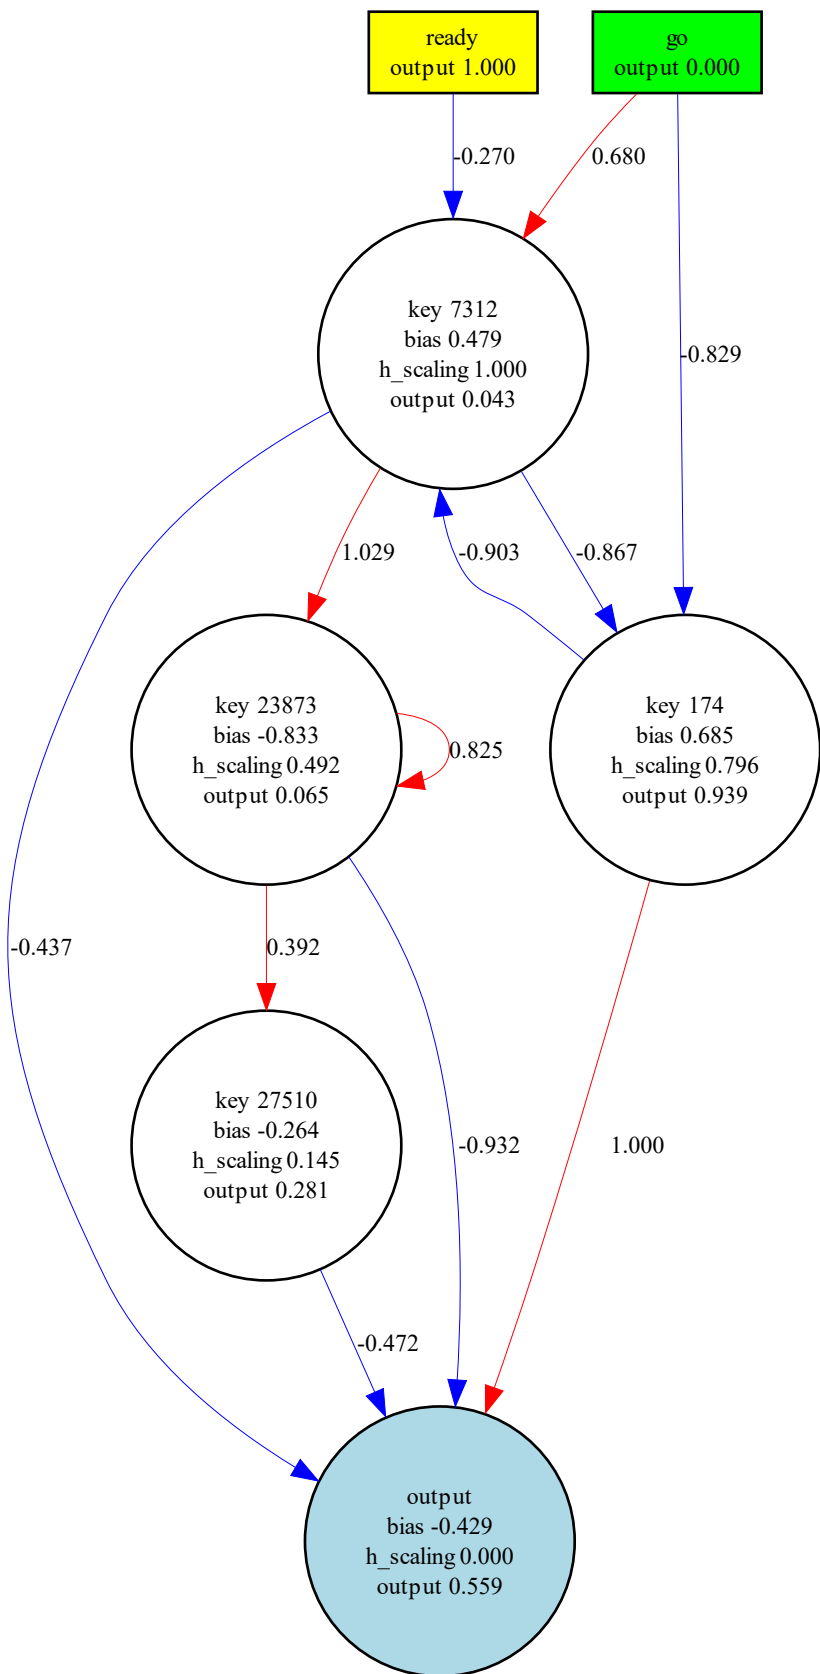 ready
output 1.000
go
output 0.000
-0.270
0.680
key 7312
bias 0.479
h_scaling 1.000
output 0.043
-0.829
1.029
-0.903
-0.867
key 23873
bias -0.833
h_scaling 0.492
output 0.065
0.825
key 174
bias 0.685
h_scaling 0.796
output 0.939
-0.437
0.392
key 27510
bias -0.264
h_scaling 0.145
output 0.281
-0.932
1.000
-0.472
output
bias -0.429
h_scaling 0.000
output 0.559